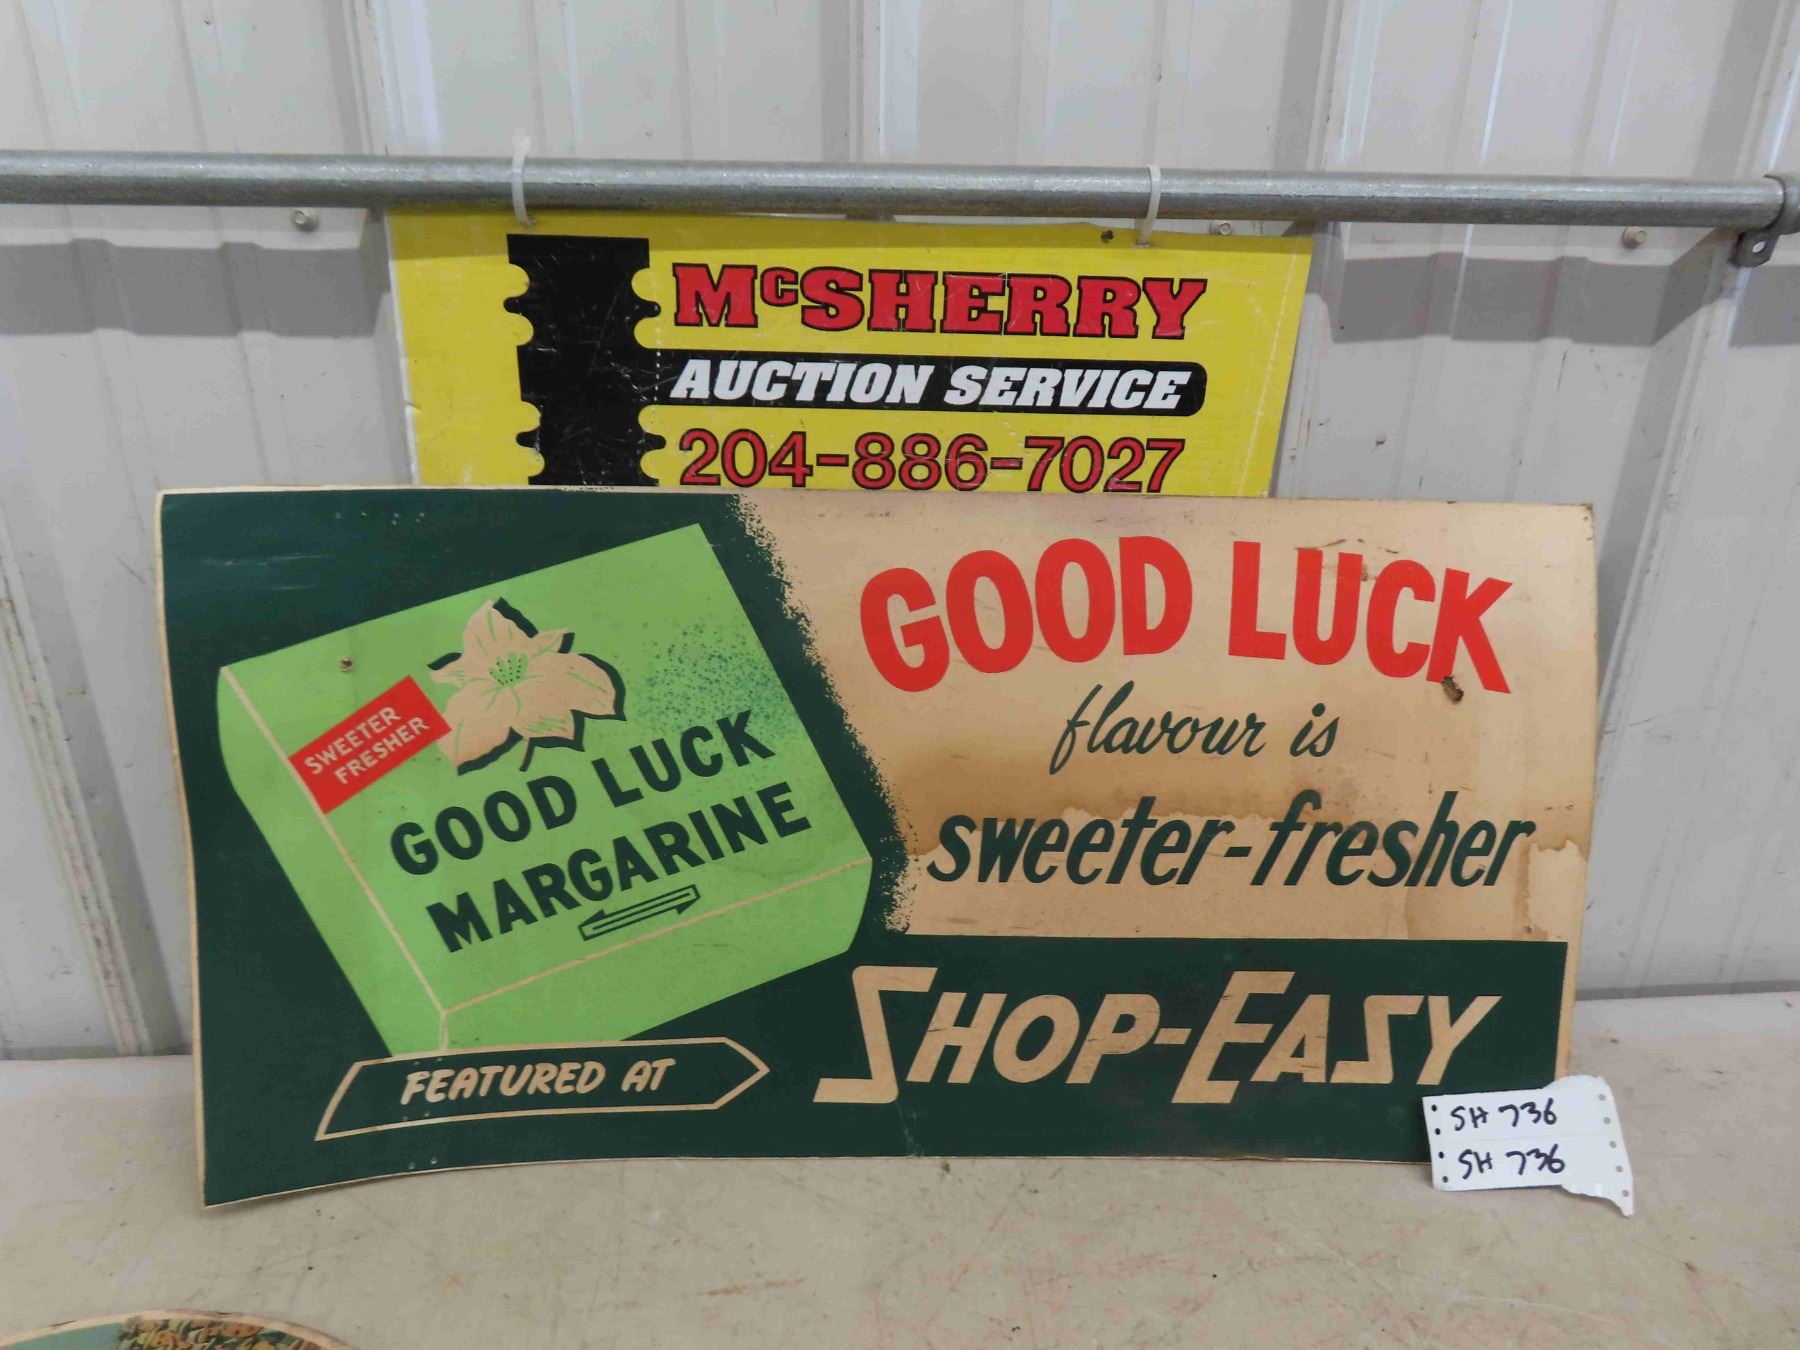 McSHERRY
AUCTION SERVICE
204-886-7027
SWEETER
FRESHER
GOOD LUCK
MARGARINE
GOOD LUCK
flavour is
sweeter-fresher
FEATURED AT
SHOP-EASY
SH 736
SH 736